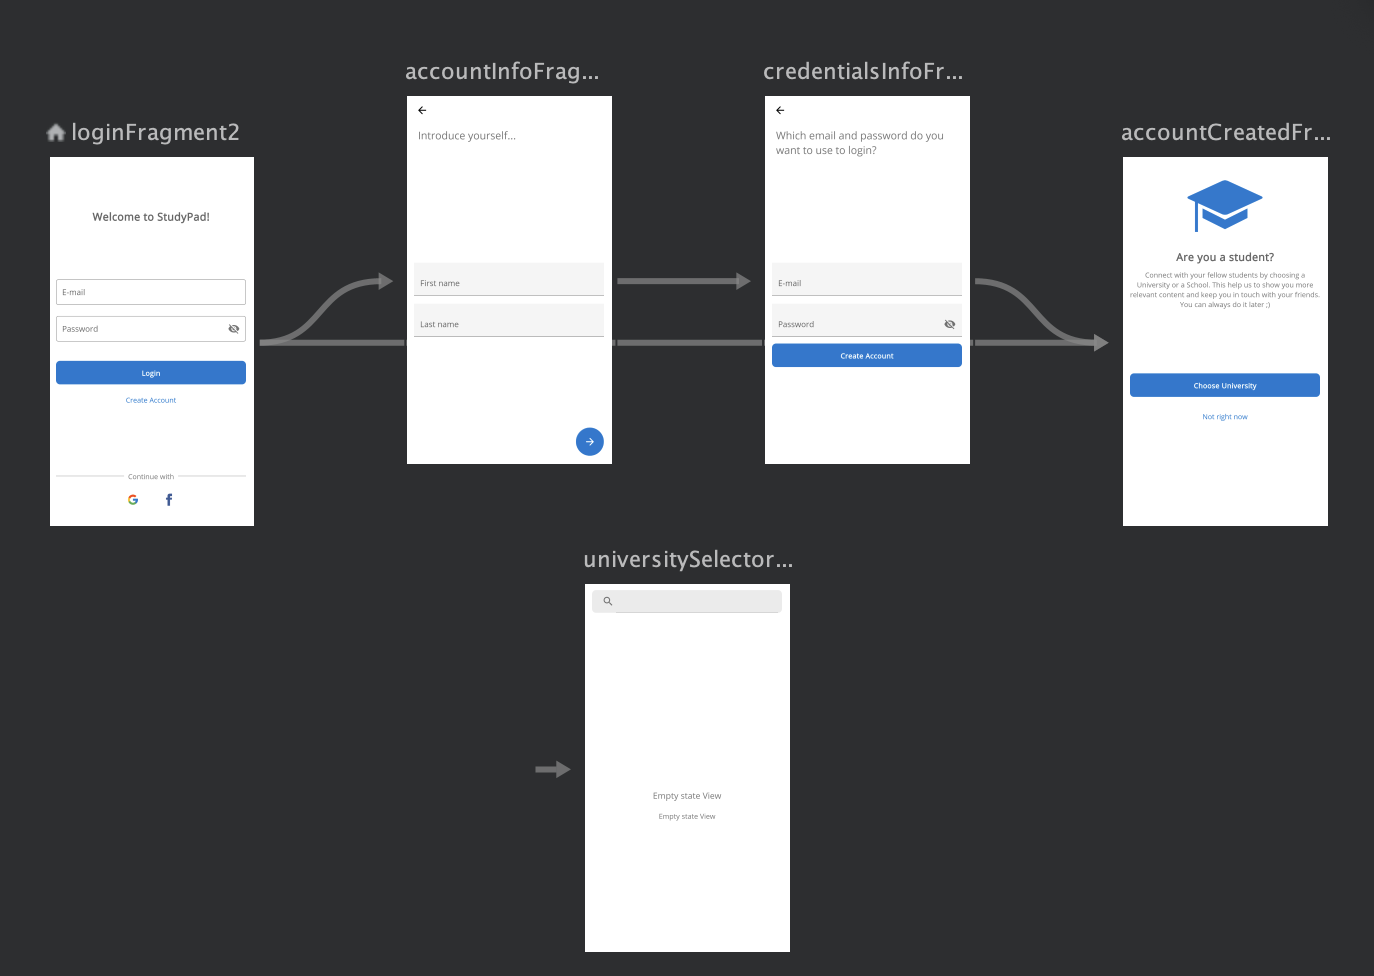 loginFragment2
Welcome to StudyPad!
E-mail
Password
Login
Create Account
Continue with
accountInfoFrag...
Introduce yourself...
First name
Last name
credentialsInfoFr...
Which email and password do you
want to use to login?
E-mail
Password
Create Account
accountCreatedFr...
Are you a student?
Connect with your fellow students by choosing a
University or a School. This help us to show you more
relevant content and keep you in touch with your friends.
You can always do it later ;)
Choose University
Not right now
universitySelector...
Empty state View
Empty state View